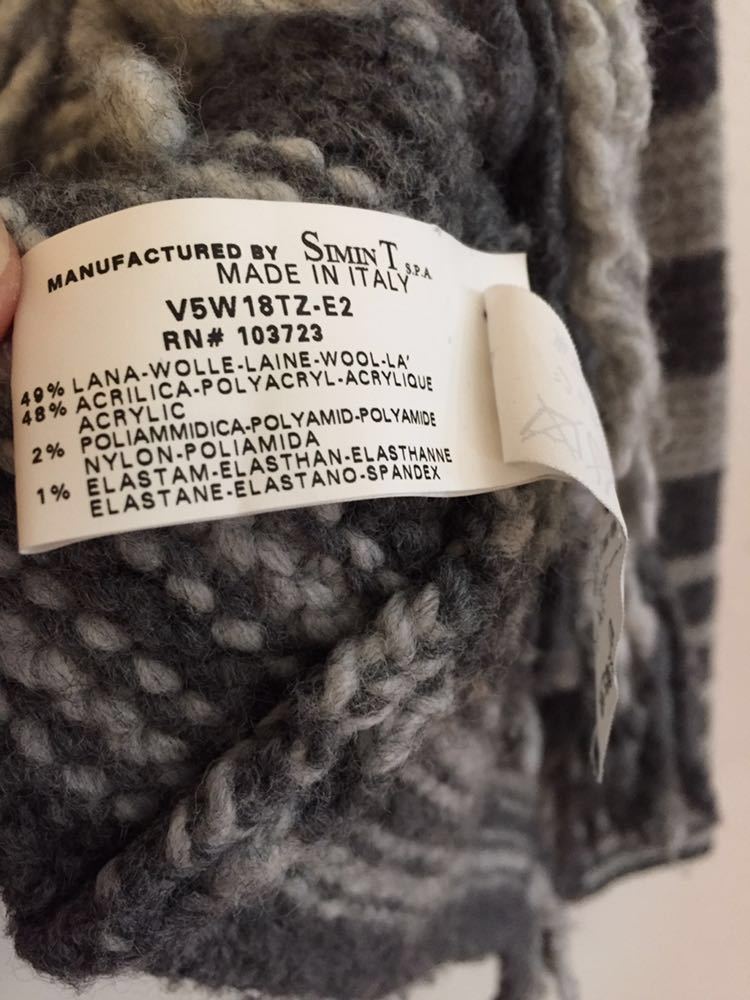 MANUFACTURED BY SIMINT S.P.A.
MADE IN ITALY
V5W18TZ-E2
RN# 103723
49% LANA-WOLLE-LAINE-WOOL-LA'
48% ACRILICA-POLYACRYL-ACRYLIQUE
ACRYLIC
2% POLIAMMIDICA-POLYAMID-POLYAMIDE
NYLON-POLIAMIDA
1% ELASTAM-ELASTHAN-ELASTHANNE
ELASTANE-ELASTANO-SPANDEX